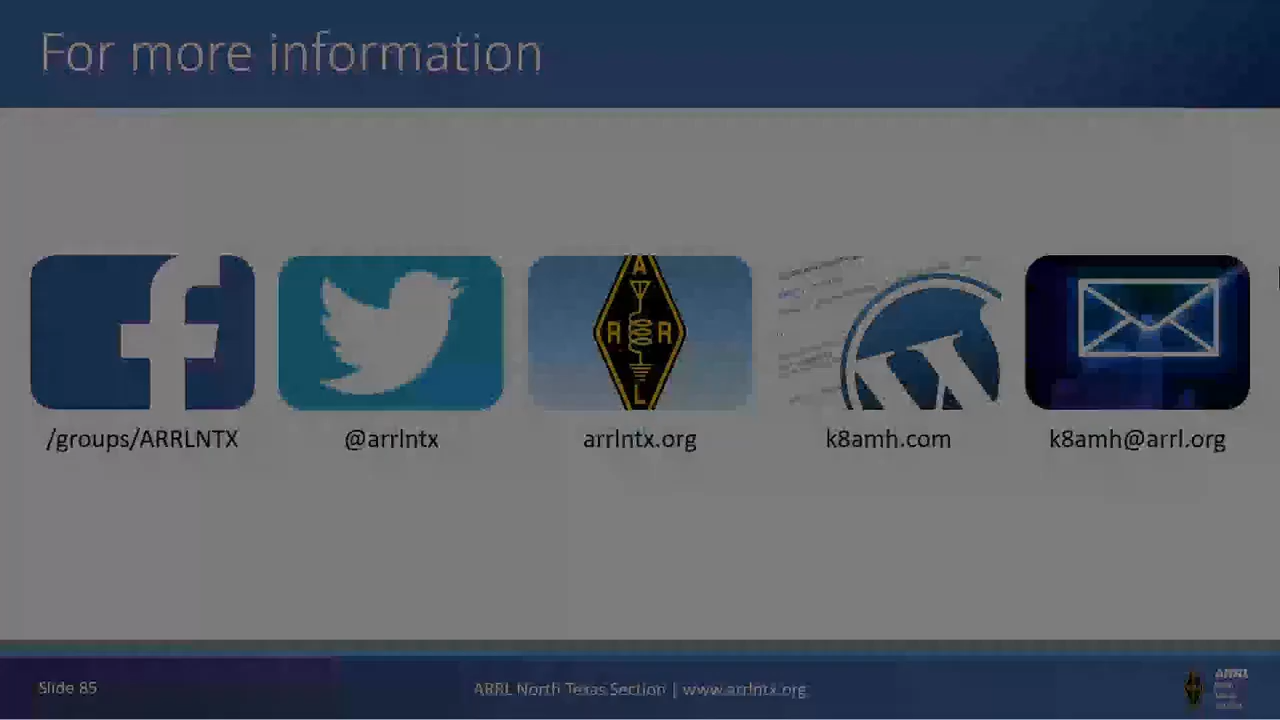 For more information
A
R R
L
/groups/ARRLNTX
@arrlntx
arrlntx.org
k8amh.com
k8amh@arrl.org
Slide 85
ARRL North Texas Section | www.arrlntx.org
ARRL